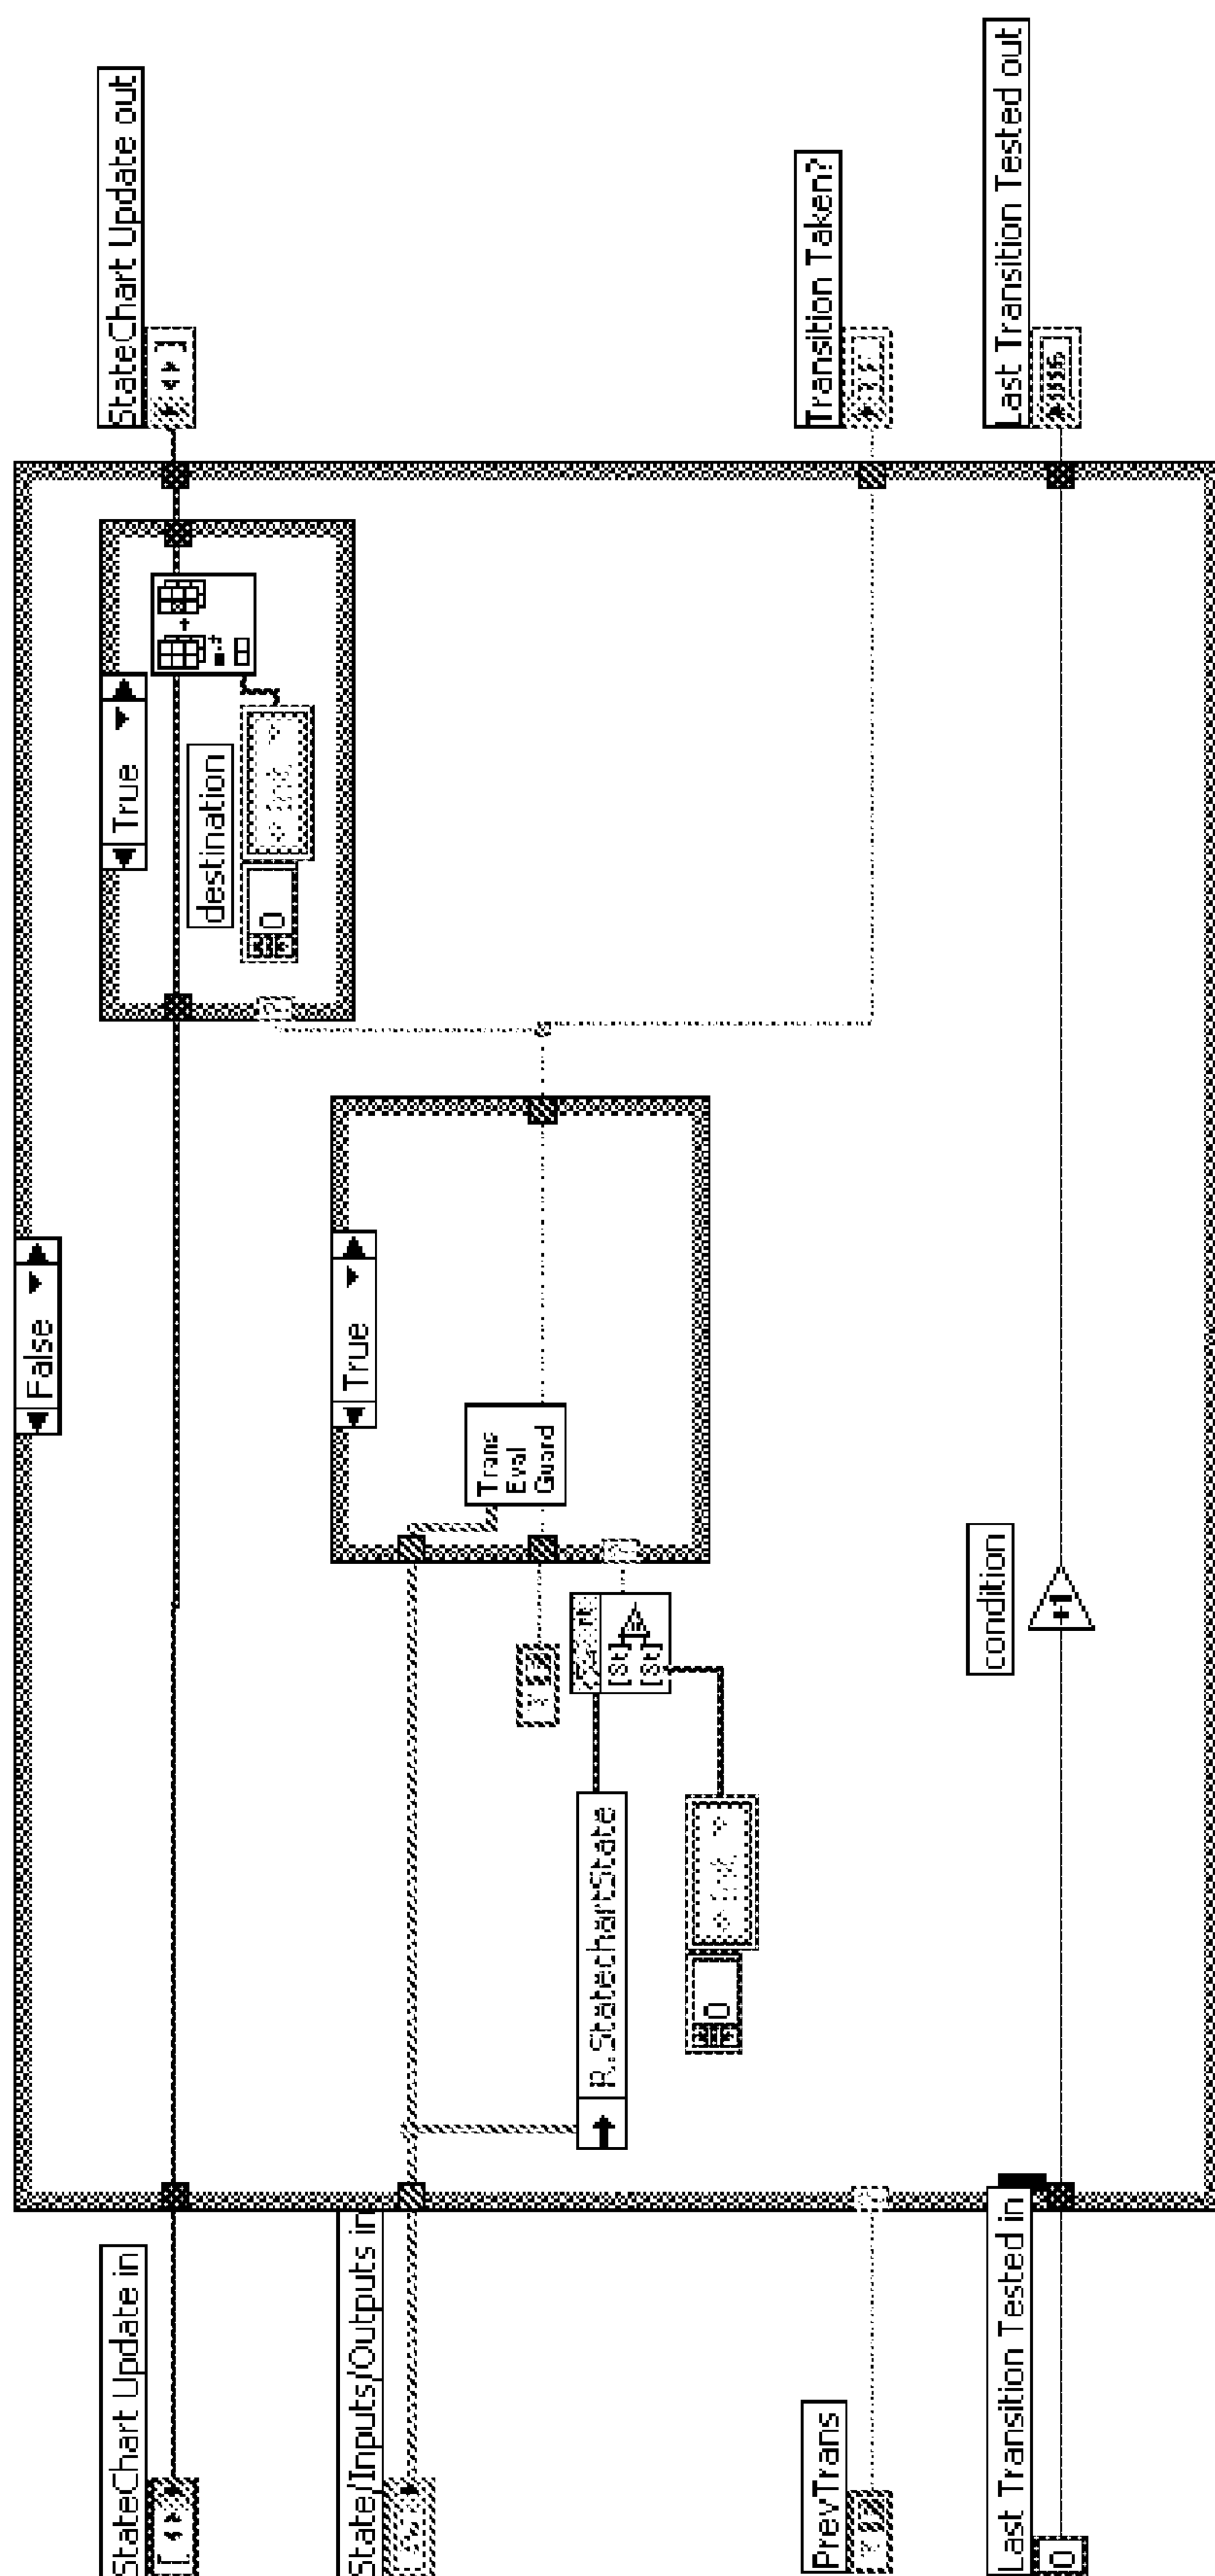 StateChart Update in
State/Inputs/Outputs in
PrevTrans
Last Transition Tested in
0
False
R.StatechartState
0
True
Trans
Eval
Guard
condition
+1
True
destination
0
StateChart Update out
Transition Taken?
Last Transition Tested out